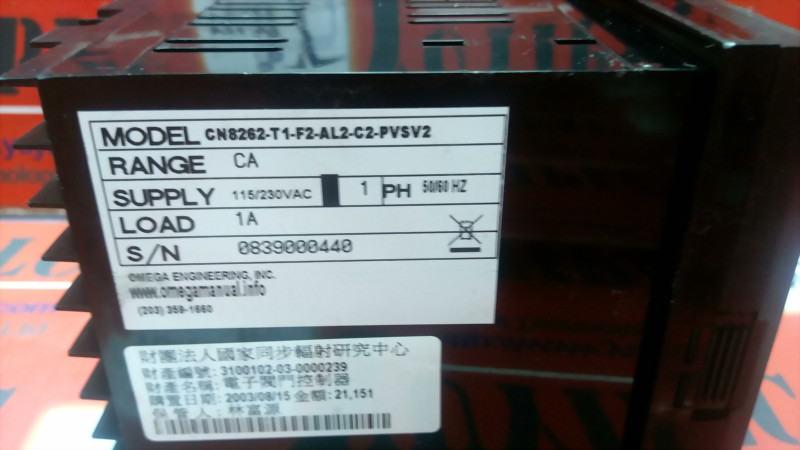 MODEL CN8262-T1-F2-AL2-C2-PVSV2
RANGE CA
SUPPLY 115/230VAC 1 PH 50/60 HZ
LOAD 1A
S/N 0839000440
OMEGA ENGINEERING, INC.
www.omegamanual.info
(203) 359-1660
財團法人國家同步輻射研究中心
財產編號: 3100102-03-0000239
財產名稱: 電子閥門控制器
購置日期: 2003/08/15 金額: 21,151
保管人: 林富源